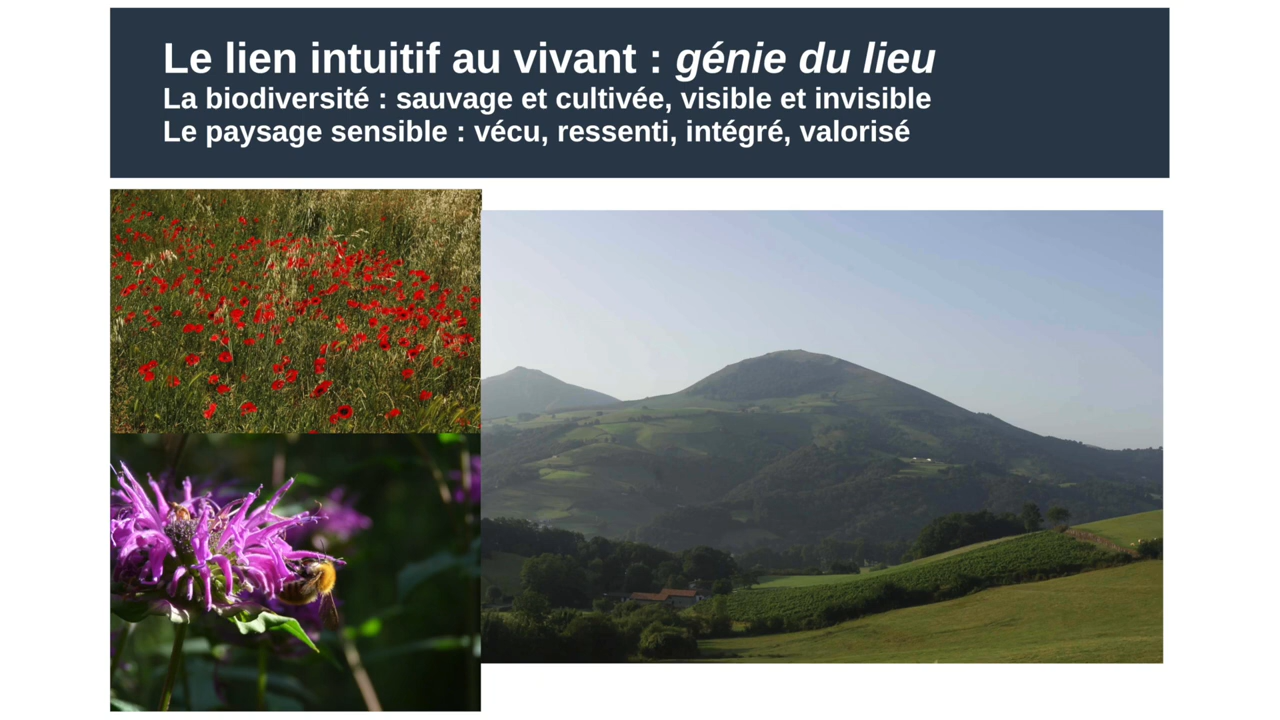 Le lien intuitif au vivant : génie du lieu
La biodiversité : sauvage et cultivée, visible et invisible
Le paysage sensible : vécu, ressenti, intégré, valorisé